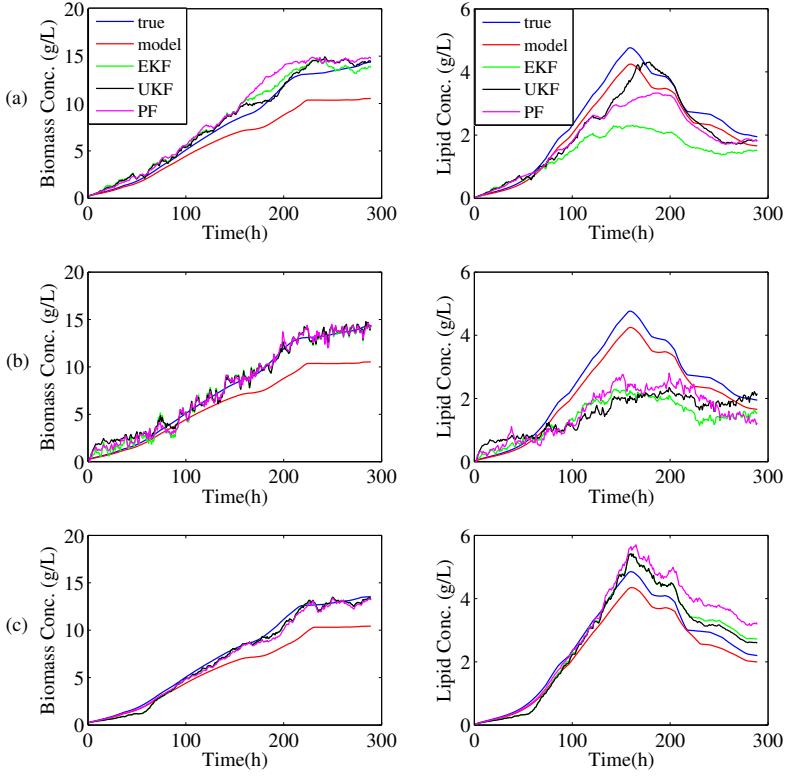 (a)
20
15
10
5
0
Biomass Conc. (g/L)
true
model
EKF
UKF
PF
0 100 200 300
Time(h)
6
4
2
0
Lipid Conc. (g/L)
true
model
EKF
UKF
PF
0 100 200 300
Time(h)
(b)
20
15
10
5
0
Biomass Conc. (g/L)
0 100 200 300
Time(h)
6
4
2
0
Lipid Conc. (g/L)
0 100 200 300
Time(h)
(c)
20
15
10
5
0
Biomass Conc. (g/L)
0 100 200 300
Time(h)
6
4
2
0
Lipid Conc. (g/L)
0 100 200 300
Time(h)